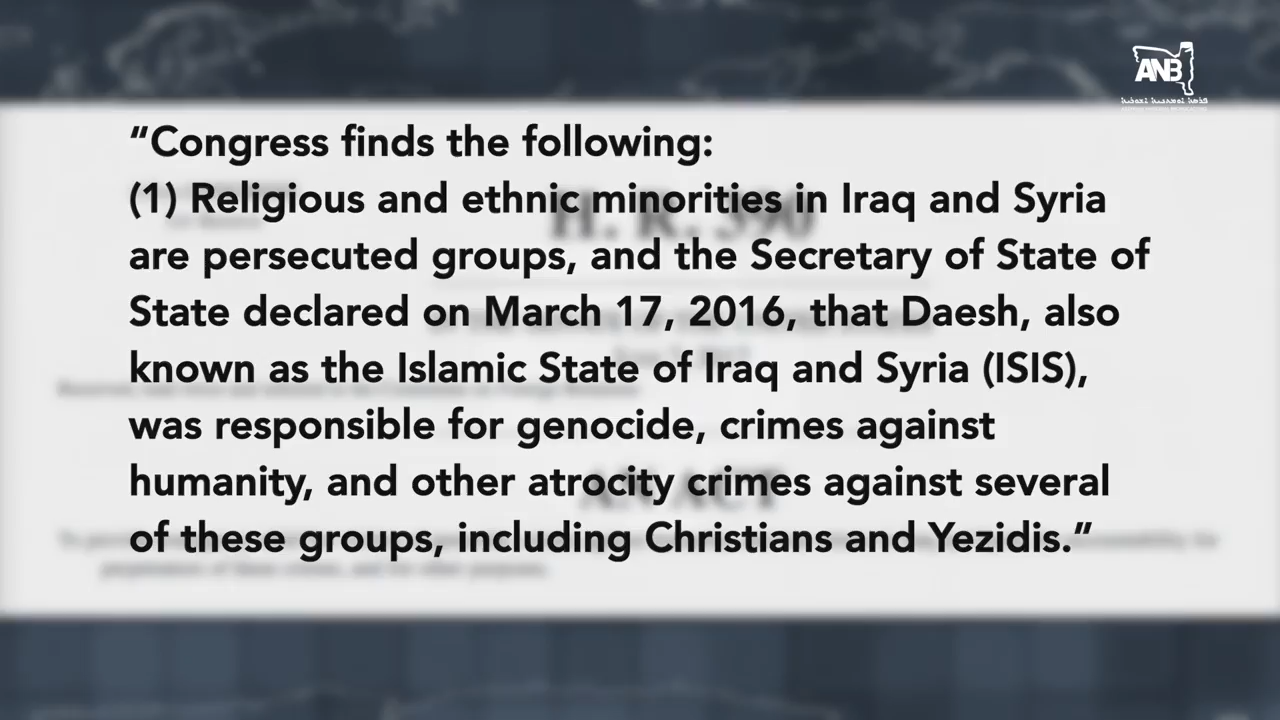 ANB
“Congress finds the following:
(1) Religious and ethnic minorities in Iraq and Syria
are persecuted groups, and the Secretary of State of
State declared on March 17, 2016, that Daesh, also
known as the Islamic State of Iraq and Syria (ISIS),
was responsible for genocide, crimes against
humanity, and other atrocity crimes against several
of these groups, including Christians and Yezidis.”
H. R. 390
AN ACT